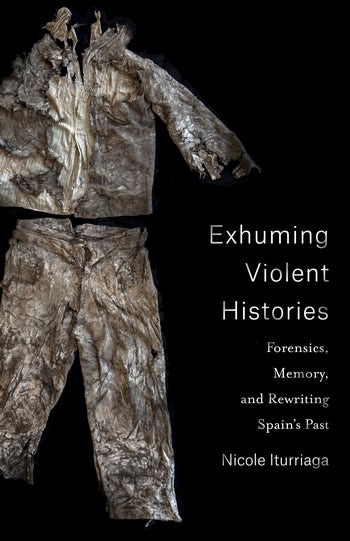 Exhuming
Violent
Histories
Forensics,
Memory,
and Rewriting
Spain's Past
Nicole Iturriaga